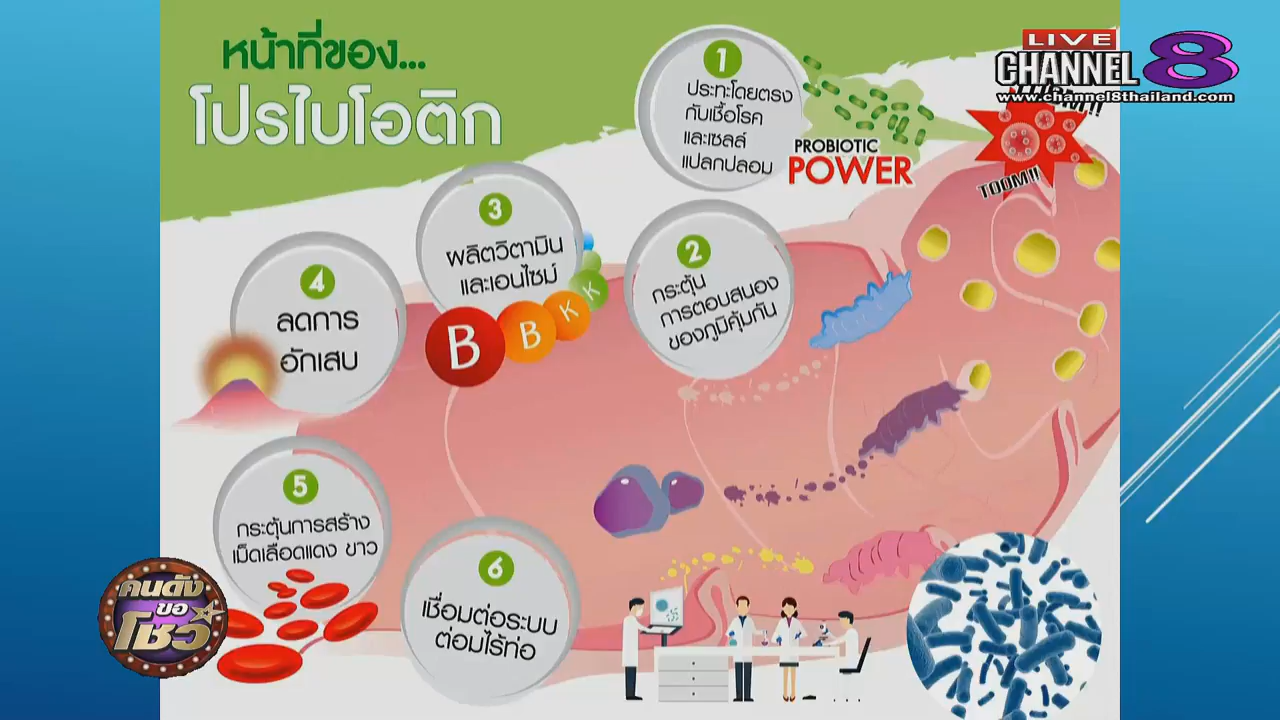 หน้าที่ของ...
โปรไบโอติก
LIVE
CHANNEL 8
www.channel8thailand.com
1
ประทะโดยตรง
กับเชื้อโรค
และเซลล์
แปลกปลอม
PROBIOTIC
POWER
TOOM!!
2
กระตุ้น
การตอบสนอง
ของภูมิคุ้มกัน
3
ผลิตวิตามิน
และเอนไซม์
B B K K
4
ลดการ
อักเสบ
5
กระตุ้นการสร้าง
เม็ดเลือดแดง ขาว
6
เชื่อมต่อระบบ
ต่อมไร้ท่อ
คนดัง
ขอ
โชว์